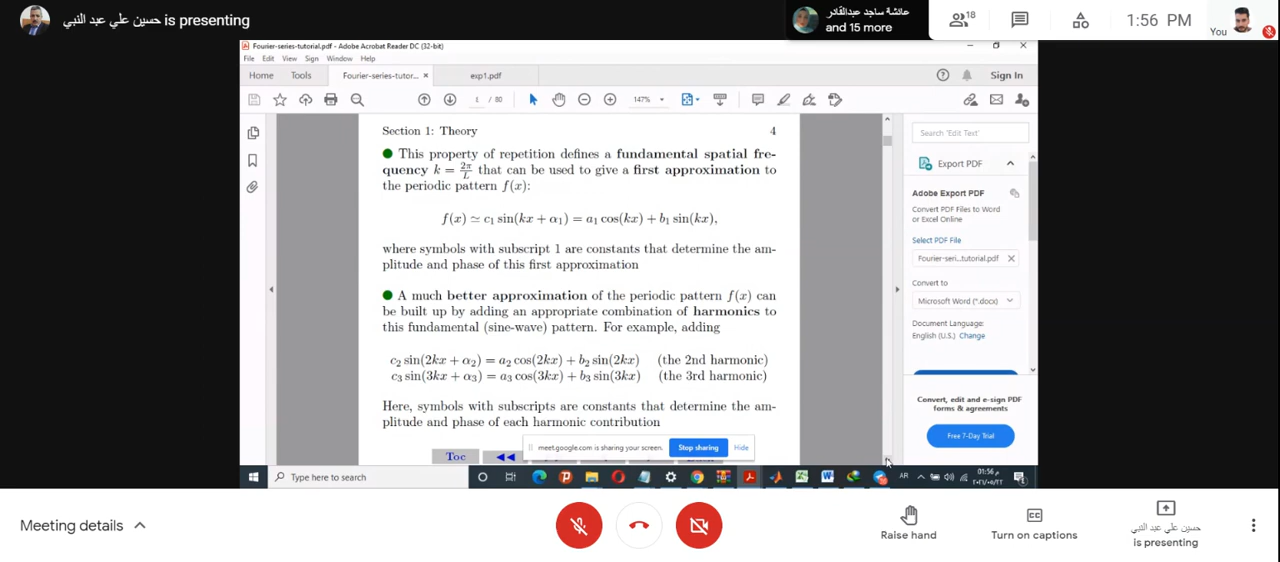 حسين علي عبد النبي is presenting
عائشة ساجد عبدالقادر
and 15 more
18
1:56 PM
You
Fourier-series-tutorial.pdf - Adobe Acrobat Reader DC (32-bit)
File Edit View Sign Window Help
Home Tools Fourier-series-tutor... × exp1.pdf Sign In
1 / 80 147%
Section 1: Theory 4
This property of repetition defines a fundamental spatial fre-
quency k = 2π/L that can be used to give a first approximation to
the periodic pattern f(x):
f(x) ≃ c₁ sin(kx + α₁) = a₁ cos(kx) + b₁ sin(kx),
where symbols with subscript 1 are constants that determine the am-
plitude and phase of this first approximation
A much better approximation of the periodic pattern f(x) can
be built up by adding an appropriate combination of harmonics to
this fundamental (sine-wave) pattern. For example, adding
c₂ sin(2kx + α₂) = a₂ cos(2kx) + b₂ sin(2kx) (the 2nd harmonic)
c₃ sin(3kx + α₃) = a₃ cos(3kx) + b₃ sin(3kx) (the 3rd harmonic)
Here, symbols with subscripts are constants that determine the am-
plitude and phase of each harmonic contribution
Toc
meet.google.com is sharing your screen. Stop sharing Hide
Search 'Edit Text'
Export PDF
Adobe Export PDF
Convert PDF Files to Word
or Excel Online
Select PDF File
Fourier-seri...tutorial.pdf
Convert to
Microsoft Word (*.docx)
Document Language:
English (U.S.) Change
Convert, edit and e-sign PDF
forms & agreements
Free 7-Day Trial
Type here to search
AR
01:56 م
Meeting details
Raise hand
Turn on captions
حسين علي عبد النبي
is presenting